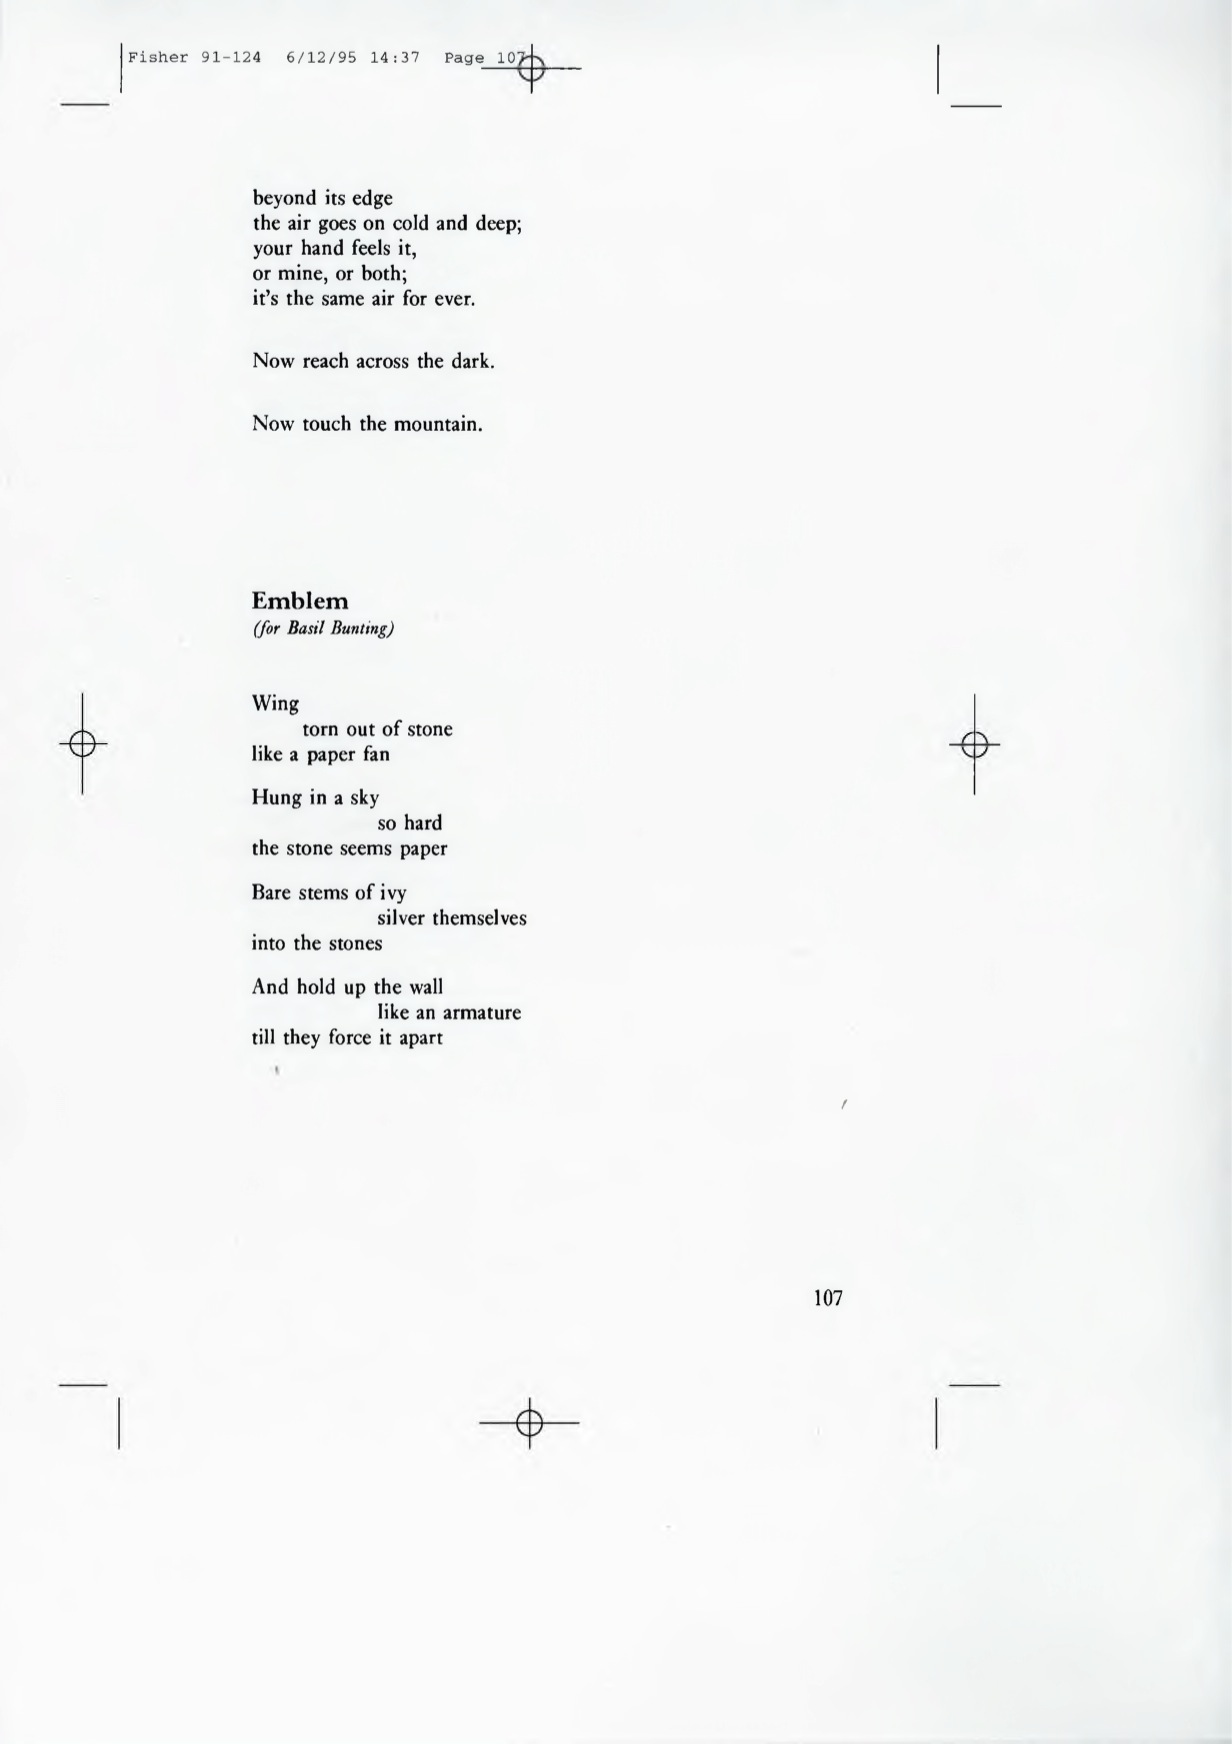 Fisher 91-124 6/12/95 14:37 Page 107
beyond its edge
the air goes on cold and deep;
your hand feels it,
or mine, or both;
it's the same air for ever.
Now reach across the dark.
Now touch the mountain.
Emblem
(for Basil Bunting)
Wing
torn out of stone
like a paper fan
Hung in a sky
so hard
the stone seems paper
Bare stems of ivy
silver themselves
into the stones
And hold up the wall
like an armature
till they force it apart
107